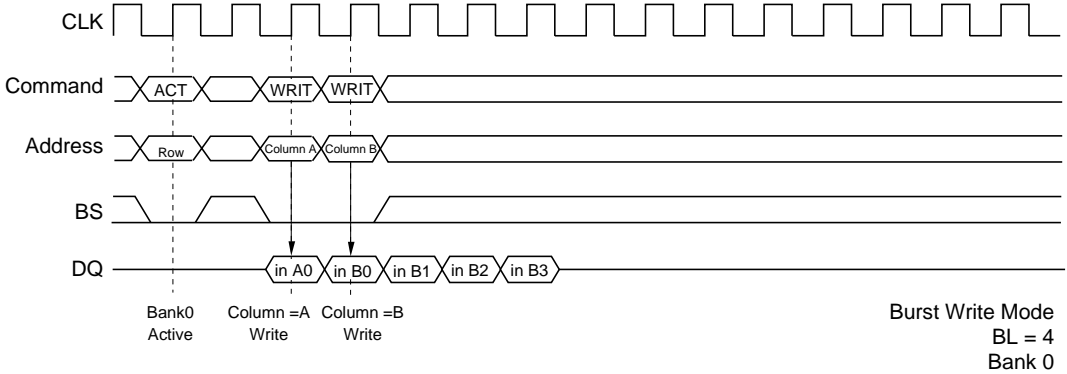 CLK
Command ACT WRIT WRIT
Address Row Column A Column B
BS
DQ in A0 in B0 in B1 in B2 in B3
Bank0 Column =A Column =B
Active Write Write
Burst Write Mode
BL = 4
Bank 0